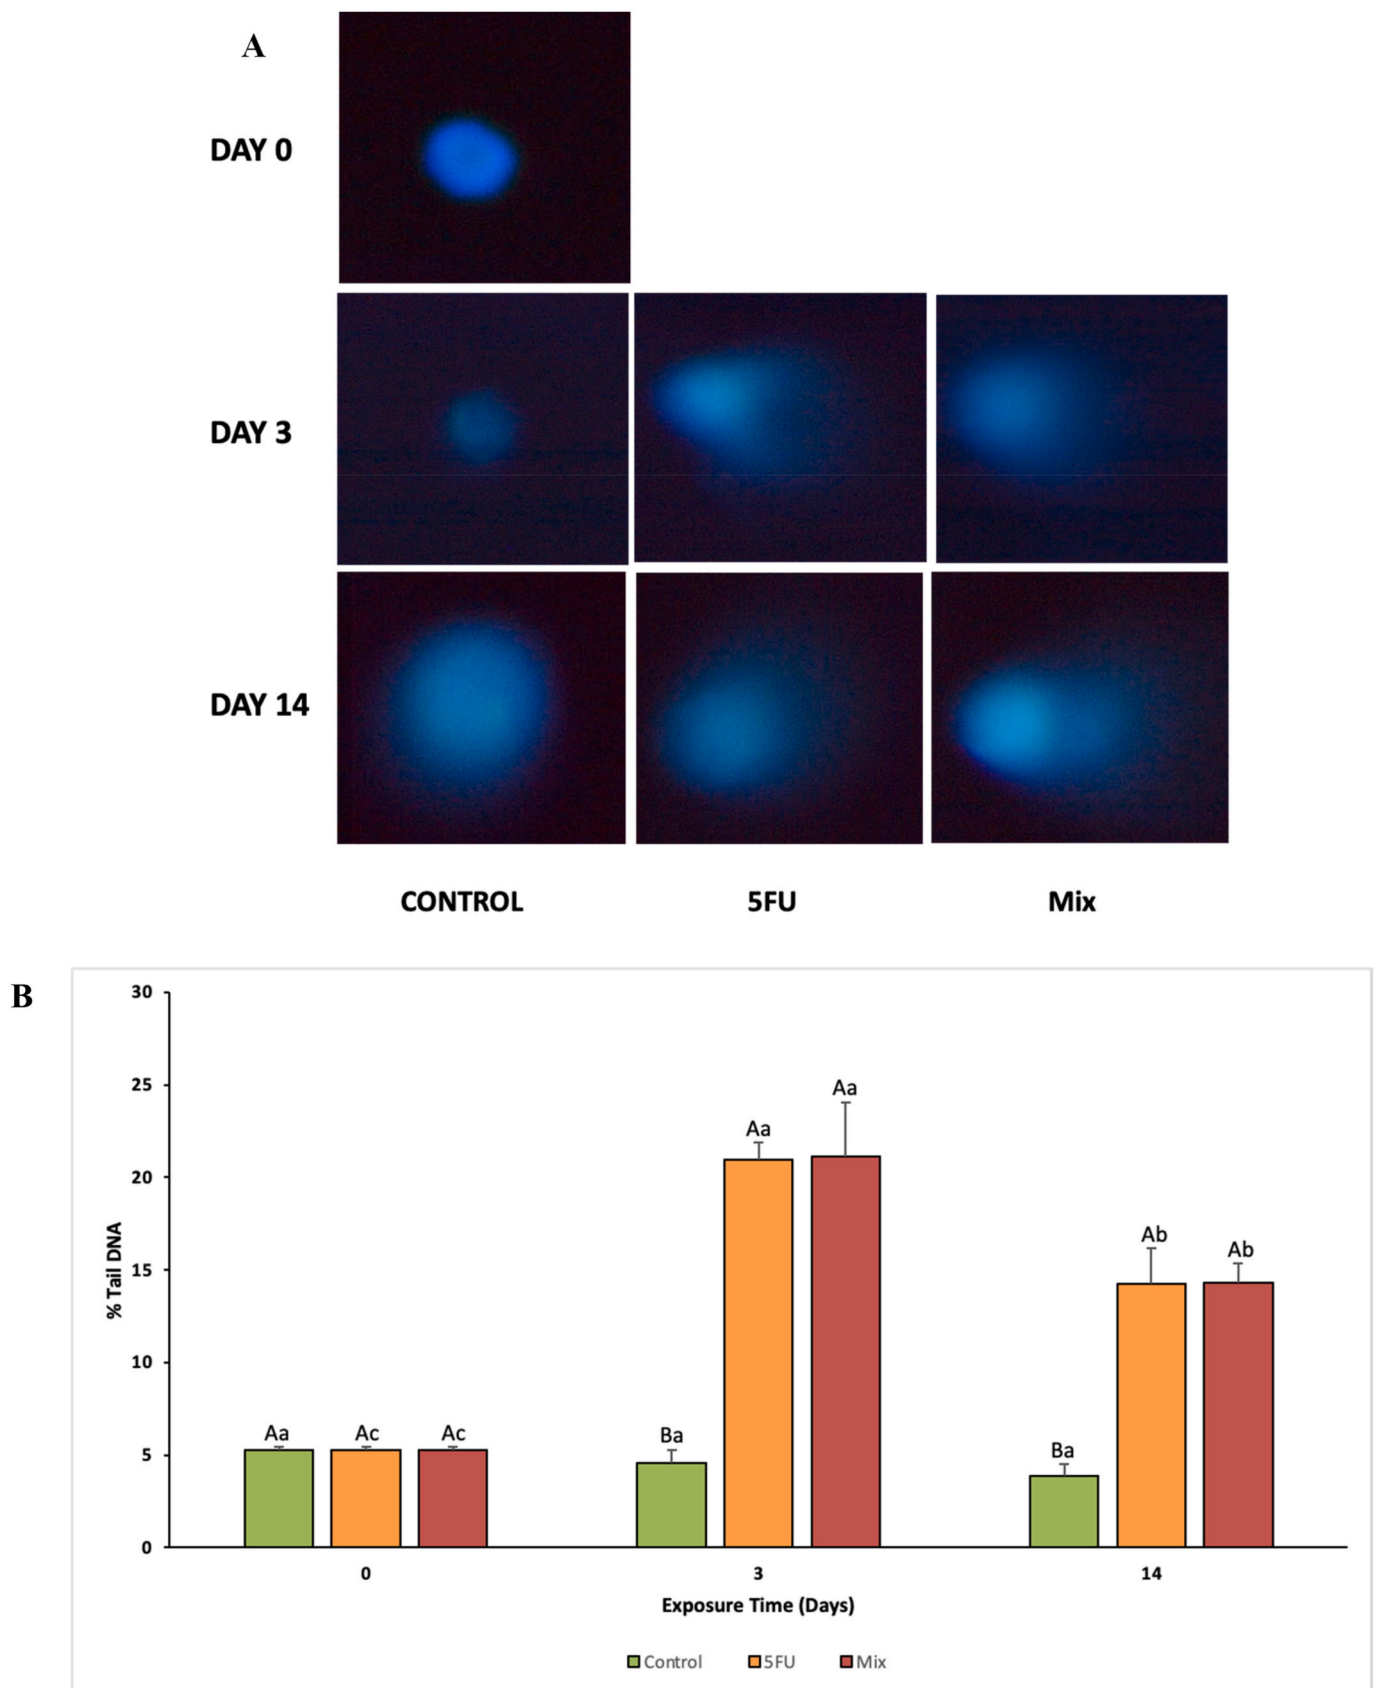 A
DAY 0
DAY 3
DAY 14
CONTROL 5FU Mix
B
30
25
20
15
10
5
0
% Tail DNA
Aa Ac Ac
Ba Aa Aa
Ba Ab Ab
0 3 14
Exposure Time (Days)
Control 5FU Mix